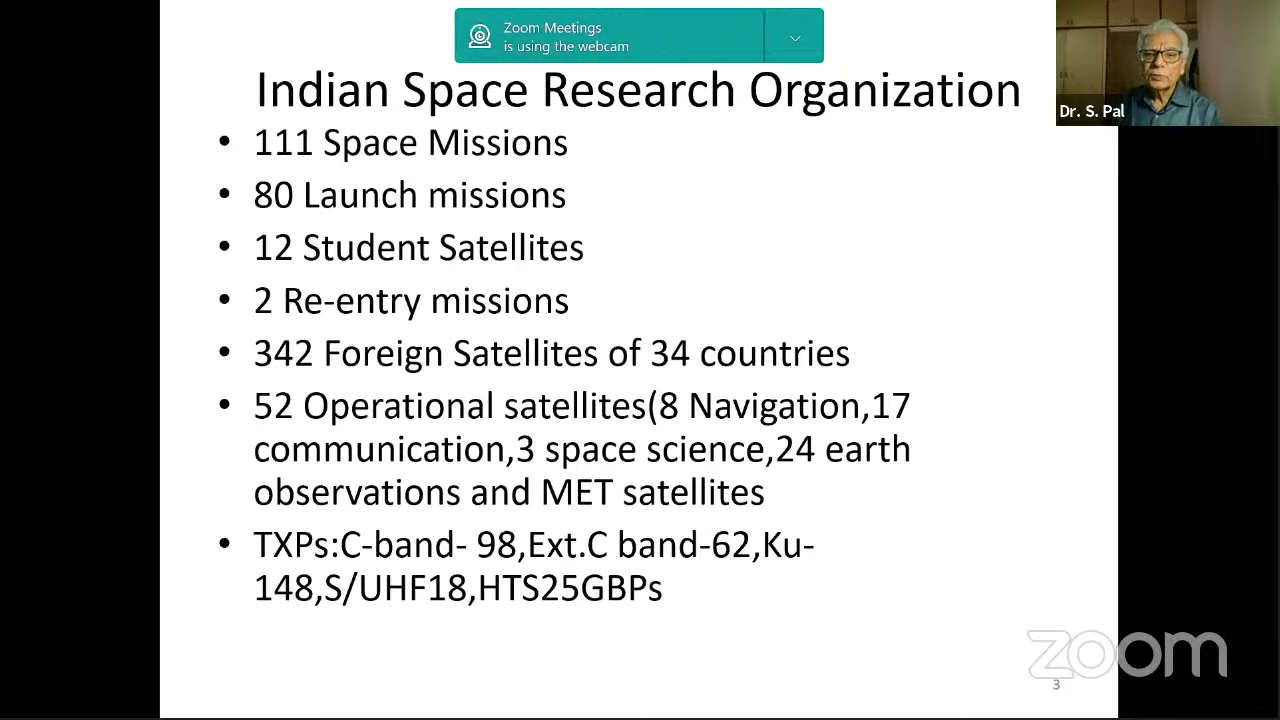 Zoom Meetings
is using the webcam
Indian Space Research Organization
Dr. S. Pal
• 111 Space Missions
• 80 Launch missions
• 12 Student Satellites
• 2 Re-entry missions
• 342 Foreign Satellites of 34 countries
• 52 Operational satellites(8 Navigation,17
communication,3 space science,24 earth
observations and MET satellites
• TXPs:C-band- 98,Ext.C band-62,Ku-
148,S/UHF18,HTS25GBPs
zoom
3